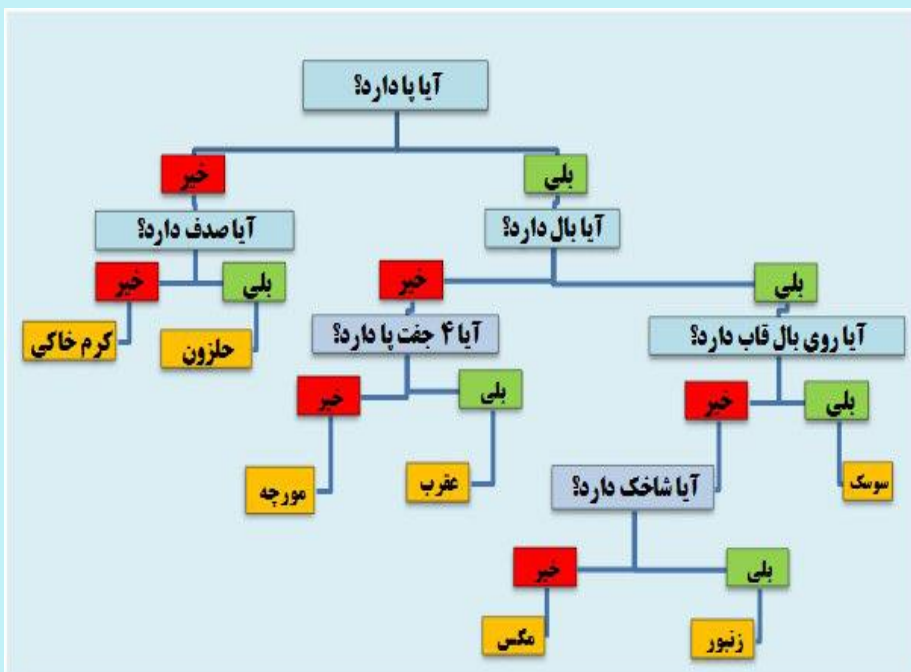 آیا پا دارد؟
بلی
خیر
آیا بال دارد؟
آیا صدف دارد؟
بلی
خیر
بلی
خیر
آیا روی بال قاب دارد؟
آیا ۴ جفت پا دارد؟
حلزون
کرم خاکی
بلی
خیر
بلی
خیر
سوسک
آیا شاخک دارد؟
عقرب
مورچه
بلی
خیر
زنبور
مگس